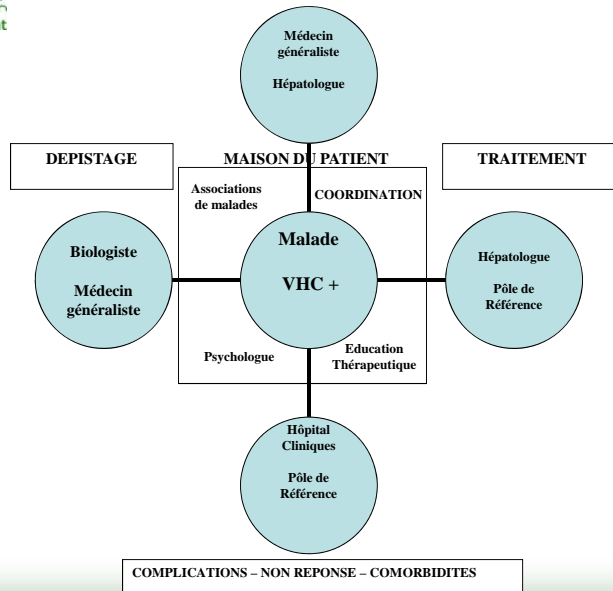 nt
Médecin
généraliste
Hépatologue
DEPISTAGE
MAISON DU PATIENT
TRAITEMENT
Associations
de malades
COORDINATION
Biologiste
Médecin
généraliste
Malade
VHC +
Hépatologue
Pôle de
Référence
Psychologue
Education
Thérapeutique
Hôpital
Cliniques
Pôle de
Référence
COMPLICATIONS – NON REPONSE – COMORBIDITES